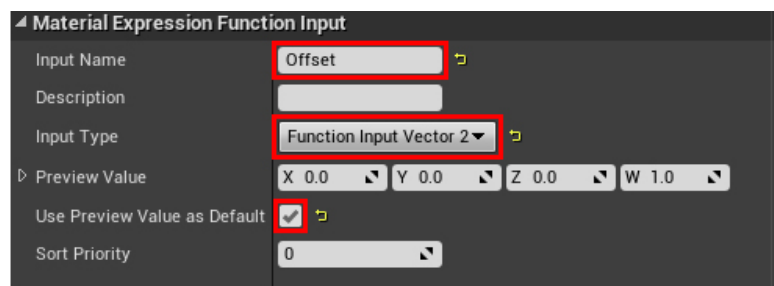 Material Expression Function Input
Input Name Offset
Description
Input Type Function Input Vector 2
Preview Value X 0.0 Y 0.0 Z 0.0 W 1.0
Use Preview Value as Default
Sort Priority 0